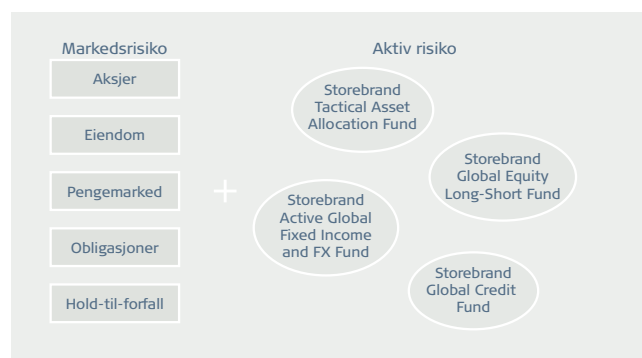 Markedsrisiko
Aksjer
Eiendom
Pengemarked
Obligasjoner
Hold-til-forfall
+
Aktiv risiko
Storebrand
Tactical Asset
Allocation Fund
Storebrand
Global Equity
Long-Short Fund
Storebrand
Active Global
Fixed Income
and FX Fund
Storebrand
Global Credit
Fund